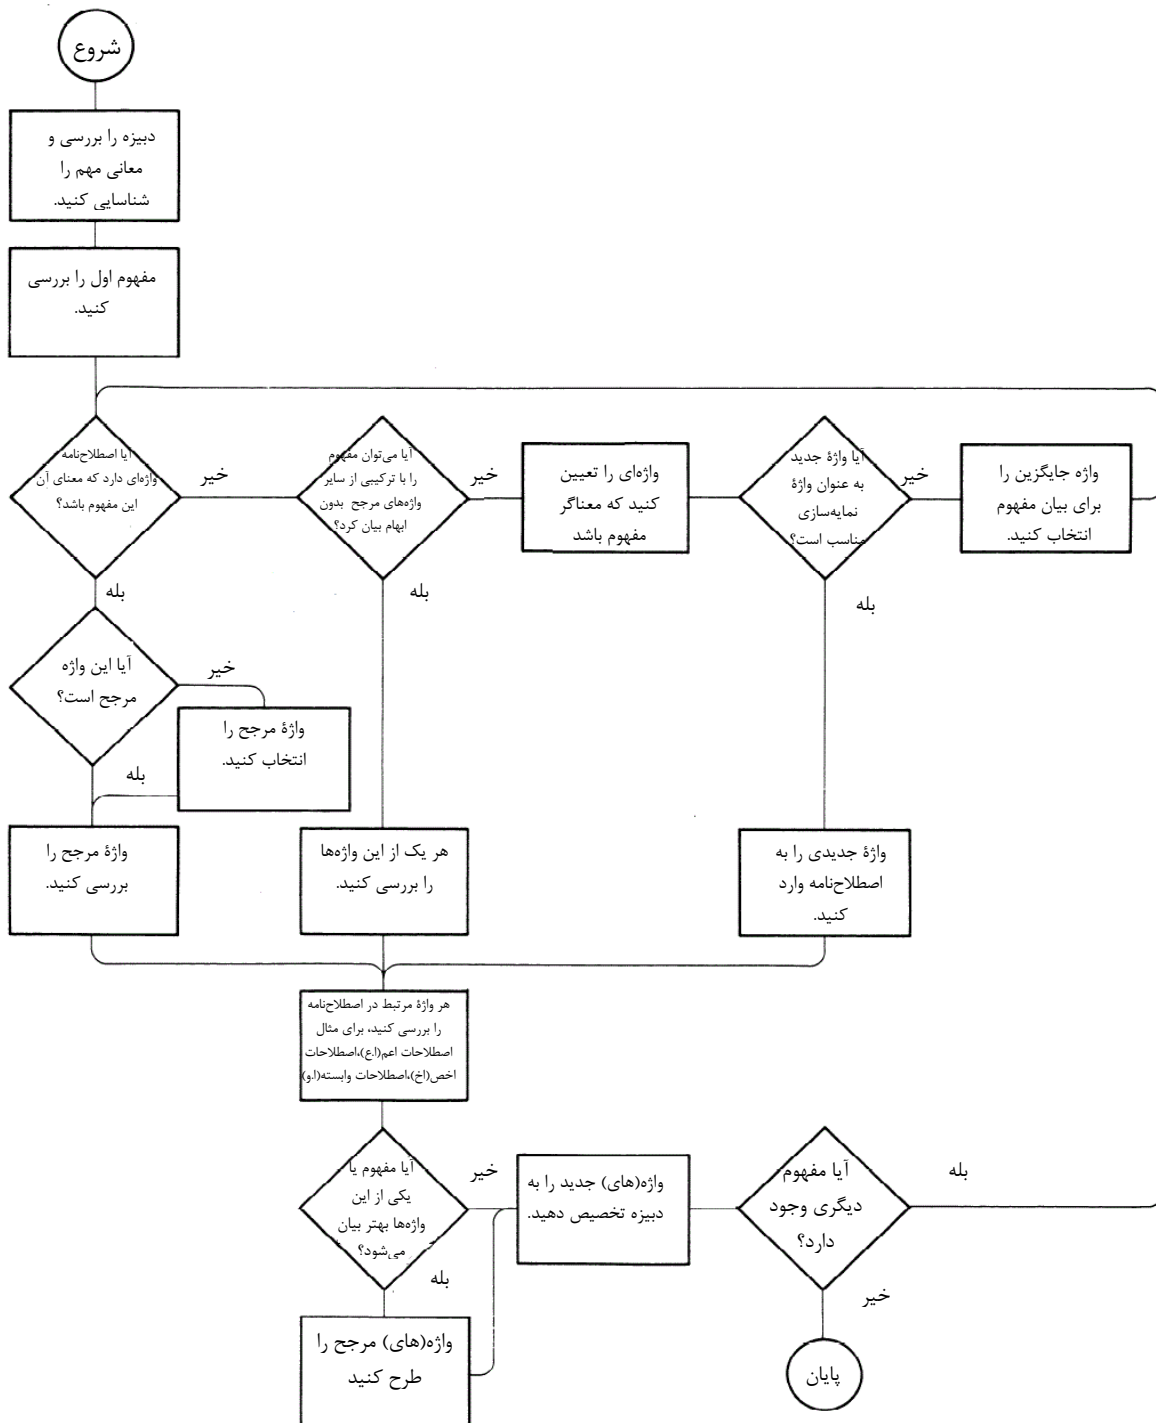 شروع
دبیزه را بررسی و
معانی مهم را
شناسایی کنید.
مفهوم اول را بررسی
کنید.
آیا اصطلاح‌نامه
واژه‌ای دارد که معنای آن
این مفهوم باشد؟
خیر
بله
آیا می‌توان مفهوم
را با ترکیبی از سایر
واژه‌های مرجح بدون
ابهام بیان کرد؟
خیر
بله
واژه‌ای را تعیین
کنید که معناگر
مفهوم باشد
آیا واژهٔ جدید
به عنوان واژهٔ
نمایه‌سازی
مناسب است؟
خیر
بله
واژه جایگزین را
برای بیان مفهوم
انتخاب کنید.
آیا این واژه
مرجح است؟
خیر
واژهٔ مرجح را
انتخاب کنید.
بله
واژهٔ مرجح را
بررسی کنید.
هر یک از این واژه‌ها
را بررسی کنید.
واژهٔ جدیدی را به
اصطلاح‌نامه وارد
کنید.
هر واژهٔ مرتبط در اصطلاح‌نامه
را بررسی کنید، برای مثال
اصطلاحات اعم(ا.ع)،اصطلاحات
اخص(اخ)،اصطلاحات وابسته(ا.و)
آیا مفهوم یا
یکی از این
واژه‌ها بهتر بیان
می‌شود؟
خیر
بله
واژه(های) جدید را به
دبیزه تخصیص دهید.
آیا مفهوم
دیگری وجود
دارد؟
بله
خیر
واژه(های) مرجح را
طرح کنید
پایان